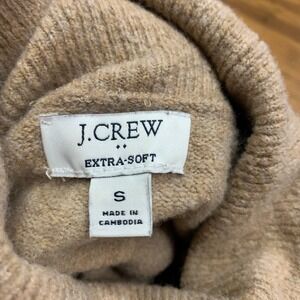 J.CREW
EXTRA-SOFT
S
MADE IN
CAMBODIA